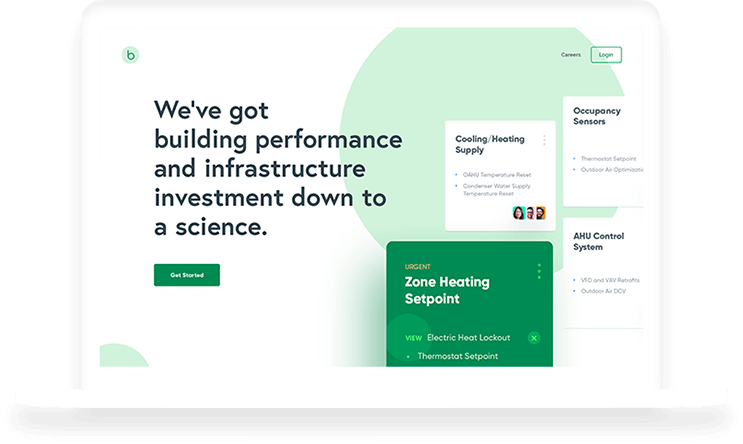 b
Careers
Login
We've got
building performance
and infrastructure
investment down to
a science.
Get Started
Cooling/Heating
Supply
OAHU Temperature Reset
Condenser Water Supply
Temperature Reset
Occupancy
Sensors
Thermostat Setpoint
Outdoor Air Optimizatio
AHU Control
System
VFD and VAV Retrofits
Outdoor Air DCV
URGENT
Zone Heating
Setpoint
VIEW Electric Heat Lockout
Thermostat Setpoint